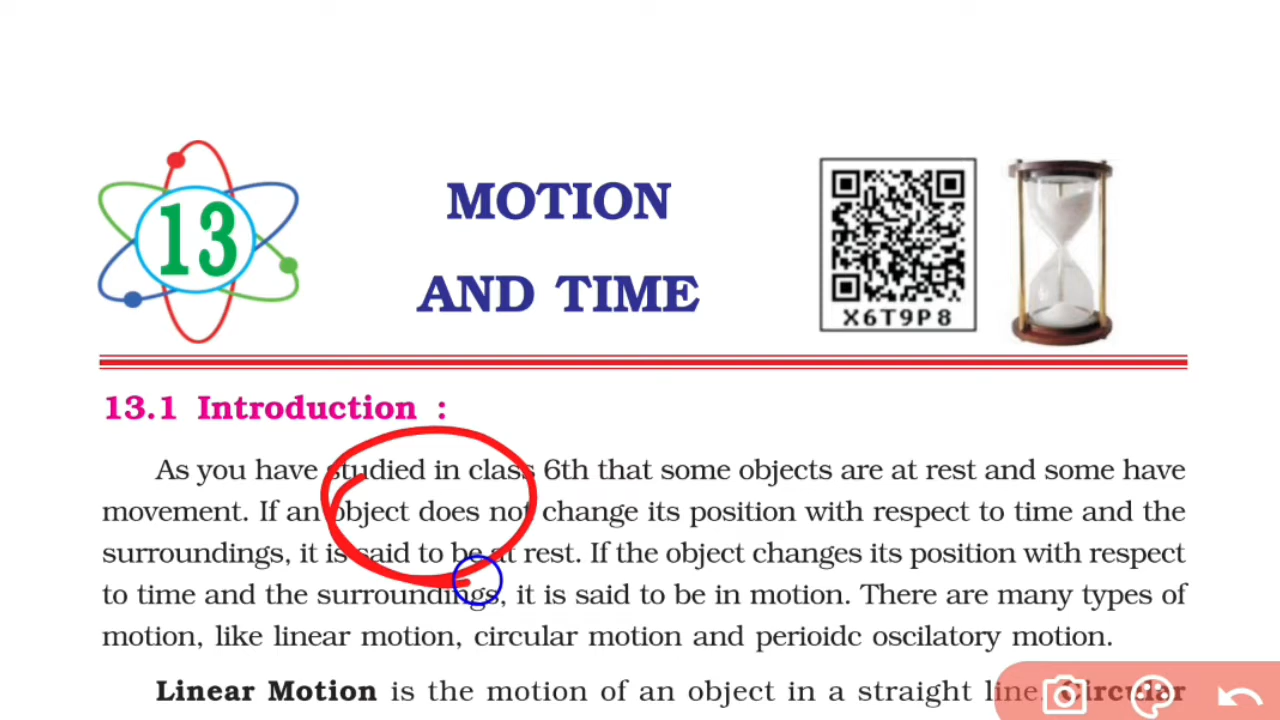 13
MOTION
AND TIME
X6T9P8
13.1 Introduction :
As you have studied in class 6th that some objects are at rest and some have
movement. If an object does not change its position with respect to time and the
surroundings, it is said to be at rest. If the object changes its position with respect
to time and the surroundings, it is said to be in motion. There are many types of
motion, like linear motion, circular motion and perioidc oscilatory motion.
Linear Motion is the motion of an object in a straight line. Circular